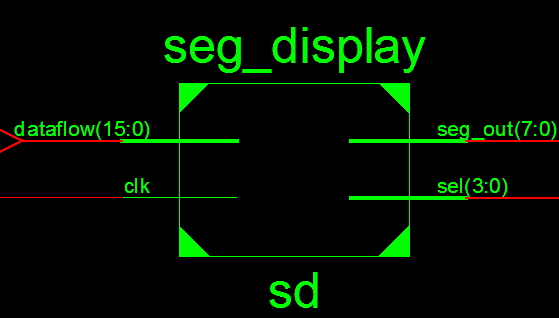 seg_display
dataflow(15:0)
seg_out(7:0)
clk
sel(3:0)
sd